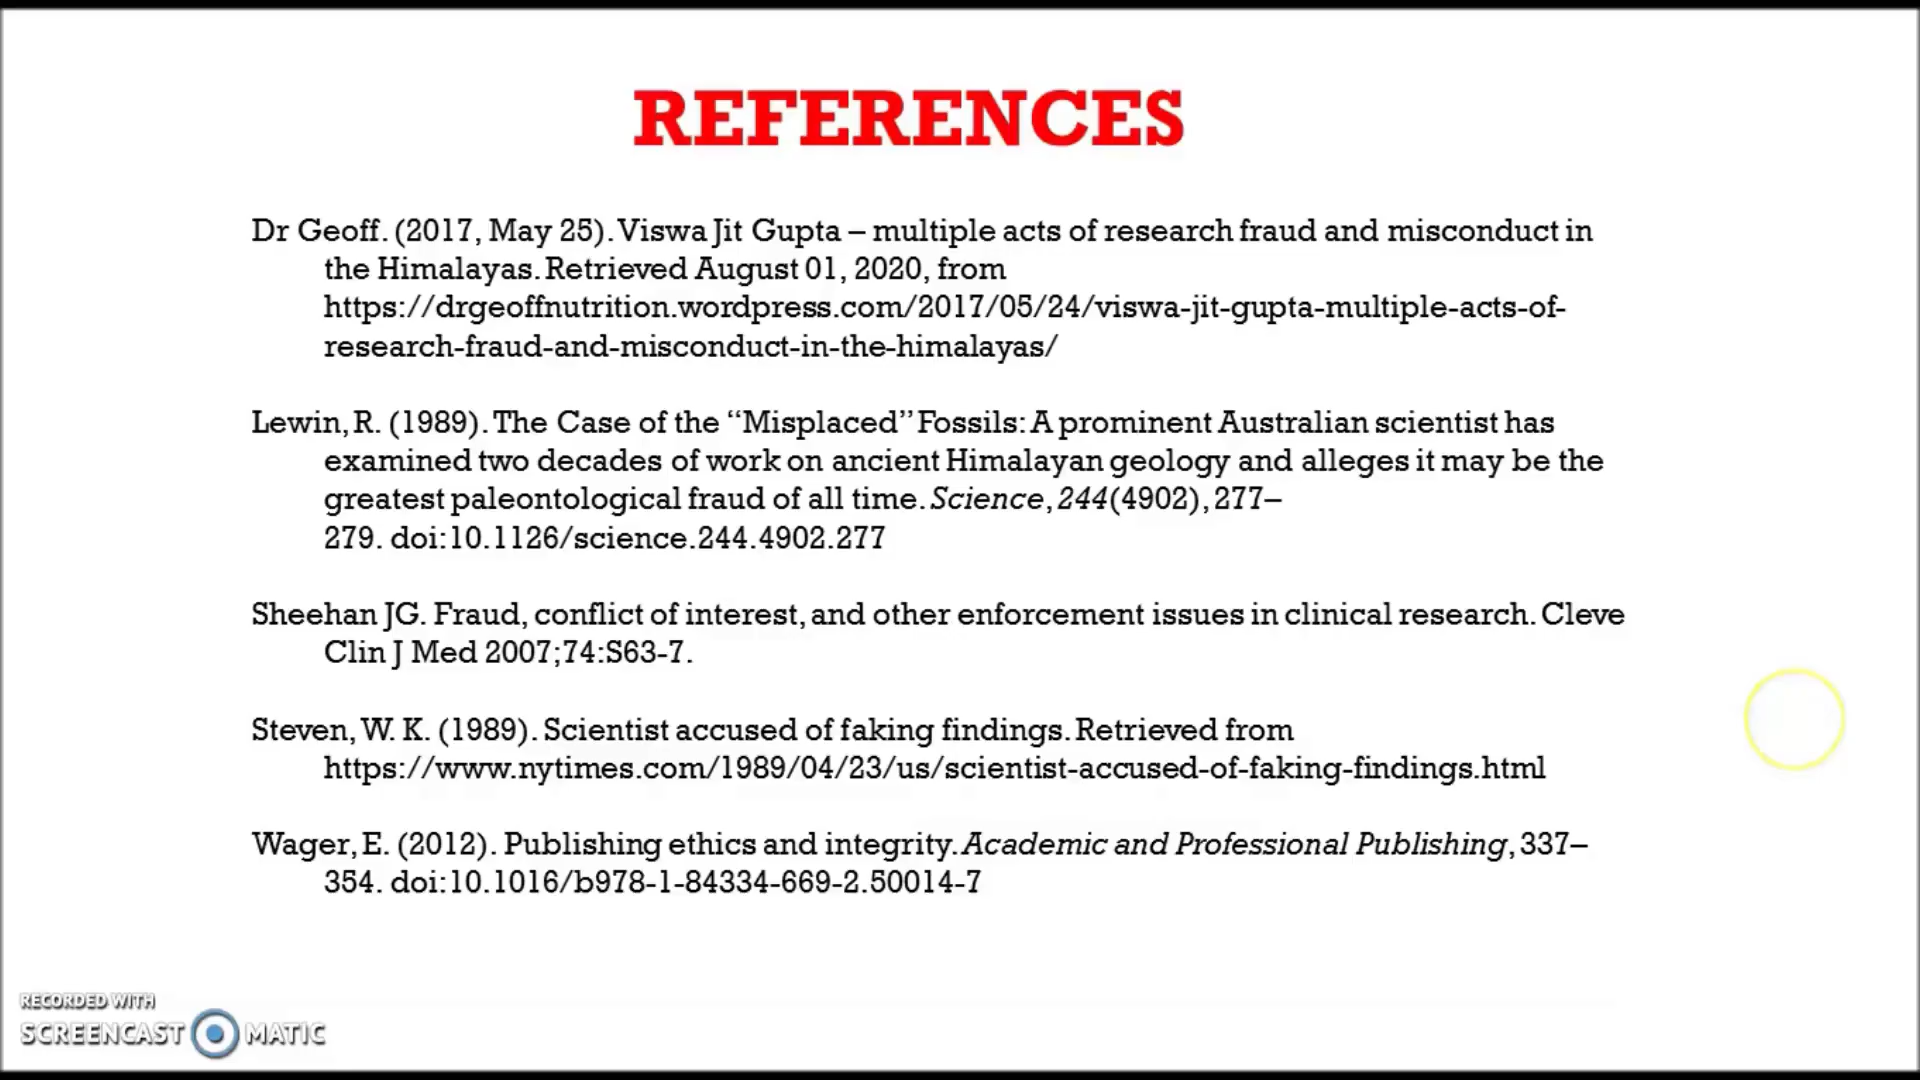 REFERENCES
Dr Geoff. (2017, May 25). Viswa Jit Gupta – multiple acts of research fraud and misconduct in
the Himalayas. Retrieved August 01, 2020, from
https://drgeoffnutrition.wordpress.com/2017/05/24/viswa-jit-gupta-multiple-acts-of-
research-fraud-and-misconduct-in-the-himalayas/
Lewin, R. (1989). The Case of the “Misplaced” Fossils: A prominent Australian scientist has
examined two decades of work on ancient Himalayan geology and alleges it may be the
greatest paleontological fraud of all time. Science, 244(4902), 277–
279. doi:10.1126/science.244.4902.277
Sheehan JG. Fraud, conflict of interest, and other enforcement issues in clinical research. Cleve
Clin J Med 2007;74:S63-7.
Steven, W. K. (1989). Scientist accused of faking findings. Retrieved from
https://www.nytimes.com/1989/04/23/us/scientist-accused-of-faking-findings.html
Wager, E. (2012). Publishing ethics and integrity. Academic and Professional Publishing, 337–
354. doi:10.1016/b978-1-84334-669-2.50014-7
RECORDED WITH
SCREENCAST MATIC